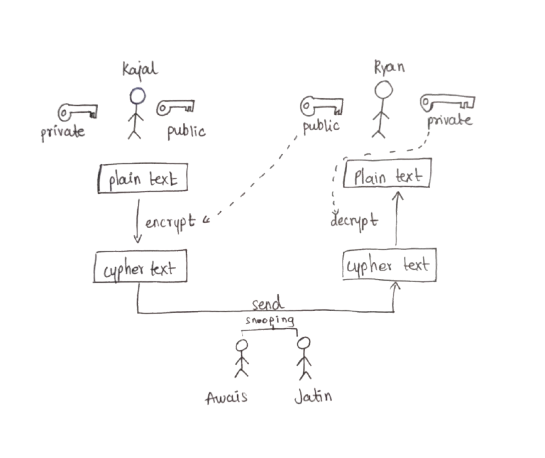 Kajal
Ryan
private
public
public
private
plain text
Plain text
encrypt
decrypt
cypher text
cypher text
send
snooping
Awais
Jatin